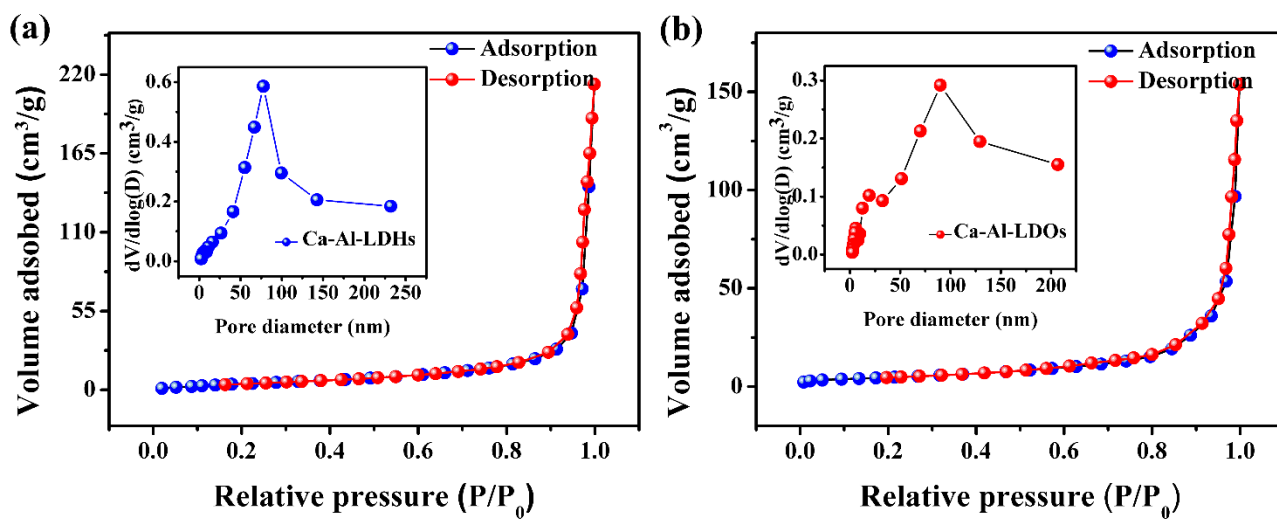 (a)
Adsorption
Desorption
Volume adsobed (cm³/g)
220
165
110
55
0
0.0 0.2 0.4 0.6 0.8 1.0
Relative pressure (P/P₀)
dV/dlog(D) (cm³/g)
0.6
0.4
0.2
0.0
Ca-Al-LDHs
0 50 100 150 200 250
Pore diameter (nm)
(b)
Adsorption
Desorption
Volume adsobed (cm³/g)
150
100
50
0
0.0 0.2 0.4 0.6 0.8 1.0
Relative pressure (P/P₀)
dV/dlog(D) (cm³/g)
0.3
0.2
0.1
0.0
Ca-Al-LDOs
0 50 100 150 200
Pore diameter (nm)